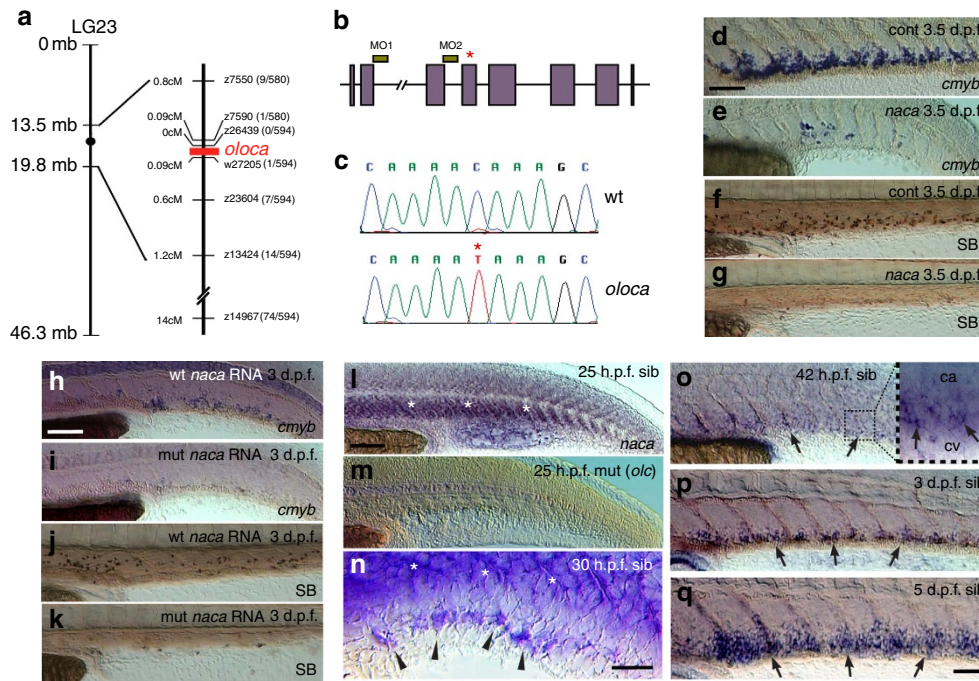 a
LG23
0 mb
13.5 mb
19.8 mb
46.3 mb
0.8cM
z7550 (9/580)
0.09cM
z7590 (1/580)
0cM
z26439 (0/594)
oloca
0.09cM
w27205 (1/594)
0.6cM
z23604 (7/594)
1.2cM
z13424 (14/594)
14cM
z14967(74/594)
b
MO1
MO2
*
c
C A A A A C A A A G C
wt
*
C A A A A T A A A G C
oloca
d
cont 3.5 d.p.f.
cmyb
e
naca 3.5 d.p.f.
cmyb
f
cont 3.5 d.p.f.
SB
g
naca 3.5 d.p.f.
SB
h
wt naca RNA 3 d.p.f.
cmyb
i
mut naca RNA 3 d.p.f.
cmyb
j
wt naca RNA 3 d.p.f.
SB
k
mut naca RNA 3 d.p.f.
SB
l
25 h.p.f. sib
* * *
naca
m
25 h.p.f. mut (olc)
n
30 h.p.f. sib
* * *
o
42 h.p.f. sib
ca
cv
p
3 d.p.f. sib
q
5 d.p.f. sib